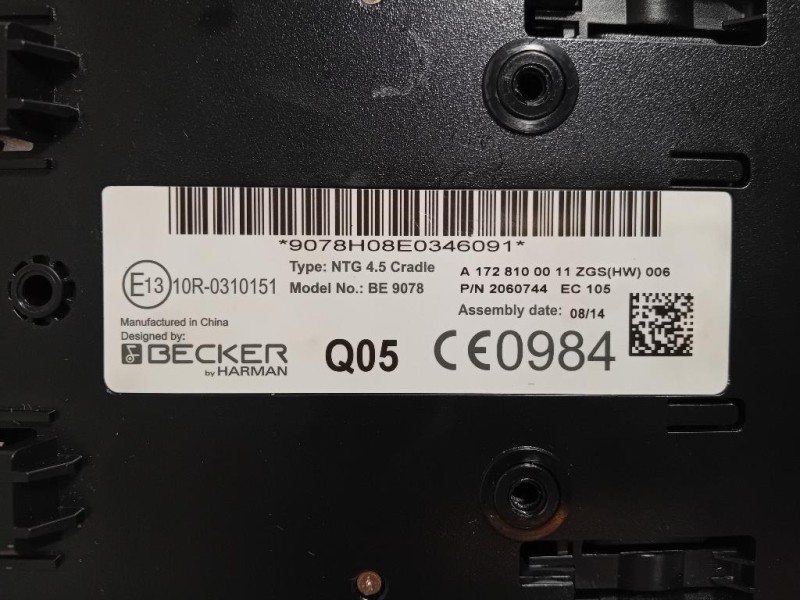 *9078H08E0346091*
E13 10R-0310151
Type: NTG 4.5 Cradle
Model No.: BE 9078
A 172 810 00 11 ZGS(HW) 006
P/N 2060744 EC 105
Assembly date: 08/14
Manufactured in China
Designed by:
BECKER
by HARMAN
Q05
CE0984